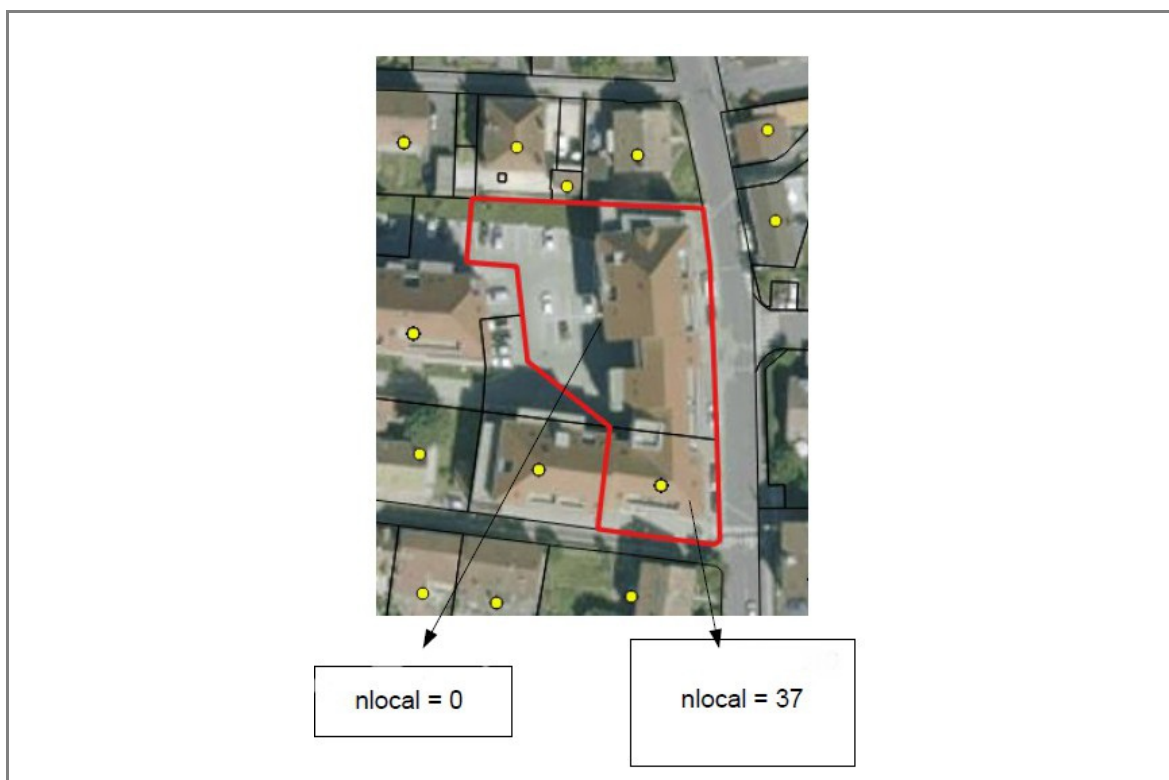 nlocal = 0
nlocal = 37